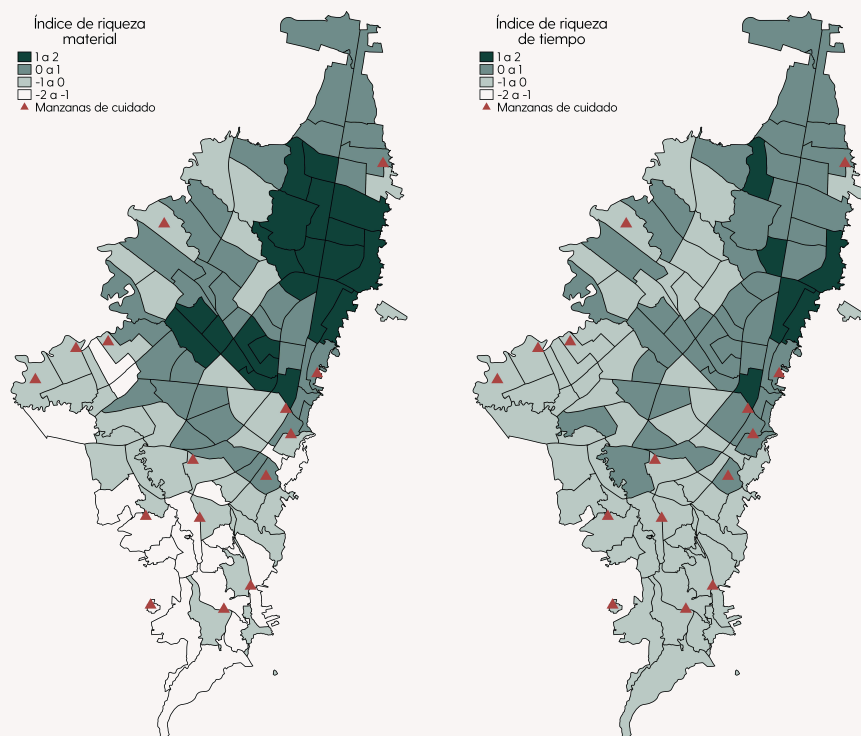 Índice de riqueza
material
1 a 2
0 a 1
-1 a 0
-2 a -1
Manzanas de cuidado
Índice de riqueza
de tiempo
1 a 2
0 a 1
-1 a 0
-2 a -1
Manzanas de cuidado